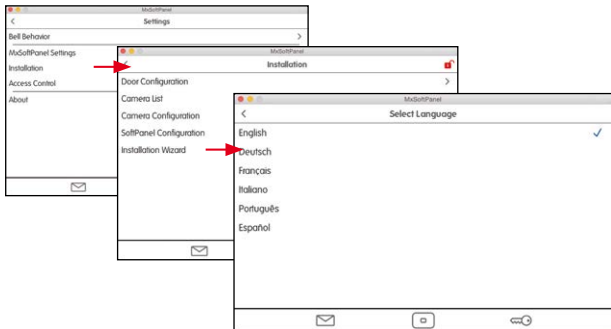 MxSoftPanel
Settings
Bell Behavior
MxSoftPanel Settings
Installation
Access Control
About
MxSoftPanel
Installation
Door Configuration
Camera List
Camera Configuration
SoftPanel Configuration
Installation Wizard
MxSoftPanel
Select Language
English
Deutsch
Français
Italiano
Português
Español